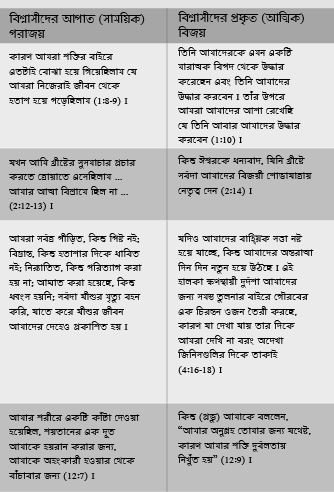 বিশ্বাসীদের আপাত (সাময়িক)
পরাজয়
বিশ্বাসীদের প্রকৃত (আত্মিক)
বিজয়
কারণ আমরা শক্তির বাইরে
এতটাই বোঝা হয়ে গিয়েছিলাম যে
আমরা নিজেরাই জীবন থেকে
হতাশ হয়ে পড়েছিলাম (1:8-9) ।
তিনি আমাদেরকে এমন একটি
মারাত্মক বিপদ থেকে উদ্ধার
করেছেন এবং তিনি আমাদের
উদ্ধার করবেন । তাঁর উপরে
আমরা আমাদের আশা রেখেছি
যে তিনি আবার আমাদের উদ্ধার
করবেন (1:10) ।
যখন আমি খ্রীষ্টের সুসমাচার প্রচার
করতে ত্রোয়াতে এসেছিলাম ...
আমার আত্মা বিশ্রামে ছিল না ...
(2:12-13) ।
কিন্তু ঈশ্বরকে ধন্যবাদ, যিনি খ্রীষ্টে
সর্বদা আমাদের বিজয়ী শোভাযাত্রায়
নেতৃত্ব দেন (2:14) ।
আমরা সর্বত্র পীড়িত, কিন্তু পিষ্ট নই;
বিভ্রান্ত, কিন্তু হতাশার দিকে ধাবিত
নই; নির্যাতিত, কিন্তু পরিত্যাগ করা
হয় না; আঘাত করা হয়েছে, কিন্তু
ধ্বংস হয়নি; সর্বদা যীশুর মৃত্যু বহন
করি, যাতে করে যীশুর জীবন
আমাদের দেহেও প্রকাশিত হয় ।
যদিও আমাদের বাহ্যিক সত্তা নষ্ট
হয়ে যাচ্ছে, কিন্তু আমাদের অন্তরাত্মা
দিন দিন নতুন হয়ে উঠছে । এই
হালকা ক্ষণস্থায়ী দুর্দশা আমাদের
জন্য সমস্ত তুলনার বাইরে গৌরবের
এক চিরন্তন ওজন তৈরী করছে,
কারণ যা দেখা যায় তার দিকে
আমরা দেখি না বরং অদেখা
জিনিসগুলির দিকে তাকাই
(4:16-18) ।
আমার শরীরে একটি কাঁটা দেওয়া
হয়েছিল, শয়তানের এক দূত
আমাকে হয়রান করার জন্য,
আমাকে অহংকারী হওয়ার থেকে
বাঁচাবার জন্য (12:7) ।
কিন্তু (প্রভু) আমাকে বললেন,
“আমার অনুগ্রহ তোমার জন্য যথেষ্ট,
কারণ আমার শক্তি দুর্বলতায়
নিখুঁত হয়” (12:9) ।